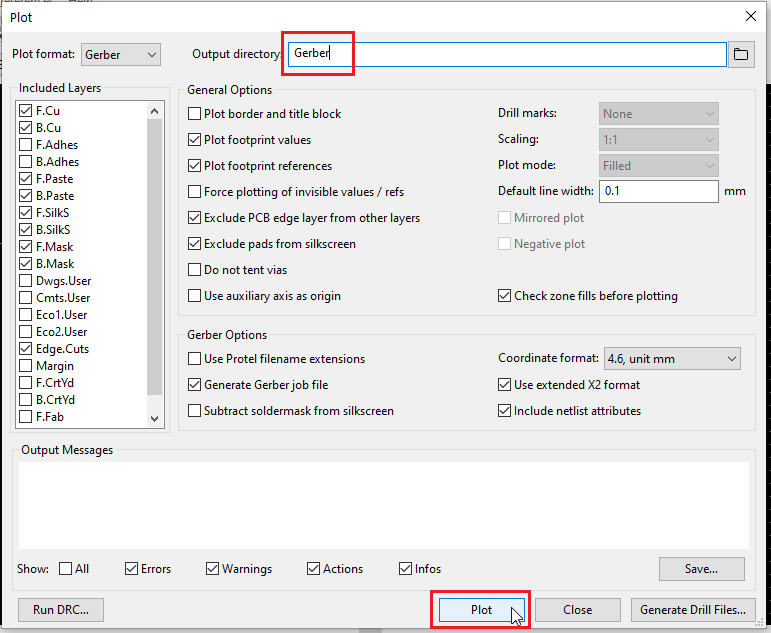 Plot
Plot format: Gerber
Output directory: Gerber
Included Layers
F.Cu
B.Cu
F.Adhes
B.Adhes
F.Paste
B.Paste
F.SilkS
B.SilkS
F.Mask
B.Mask
Dwgs.User
Cmts.User
Eco1.User
Eco2.User
Edge.Cuts
Margin
F.CrtYd
B.CrtYd
F.Fab
General Options
Plot border and title block
Drill marks: None
Plot footprint values
Scaling: 1:1
Plot footprint references
Plot mode: Filled
Force plotting of invisible values / refs
Default line width: 0.1 mm
Exclude PCB edge layer from other layers
Mirrored plot
Exclude pads from silkscreen
Negative plot
Do not tent vias
Use auxiliary axis as origin
Check zone fills before plotting
Gerber Options
Use Protel filename extensions
Coordinate format: 4.6, unit mm
Generate Gerber job file
Use extended X2 format
Subtract soldermask from silkscreen
Include netlist attributes
Output Messages
Show: All Errors Warnings Actions Infos Save...
Run DRC... Plot Close Generate Drill Files...